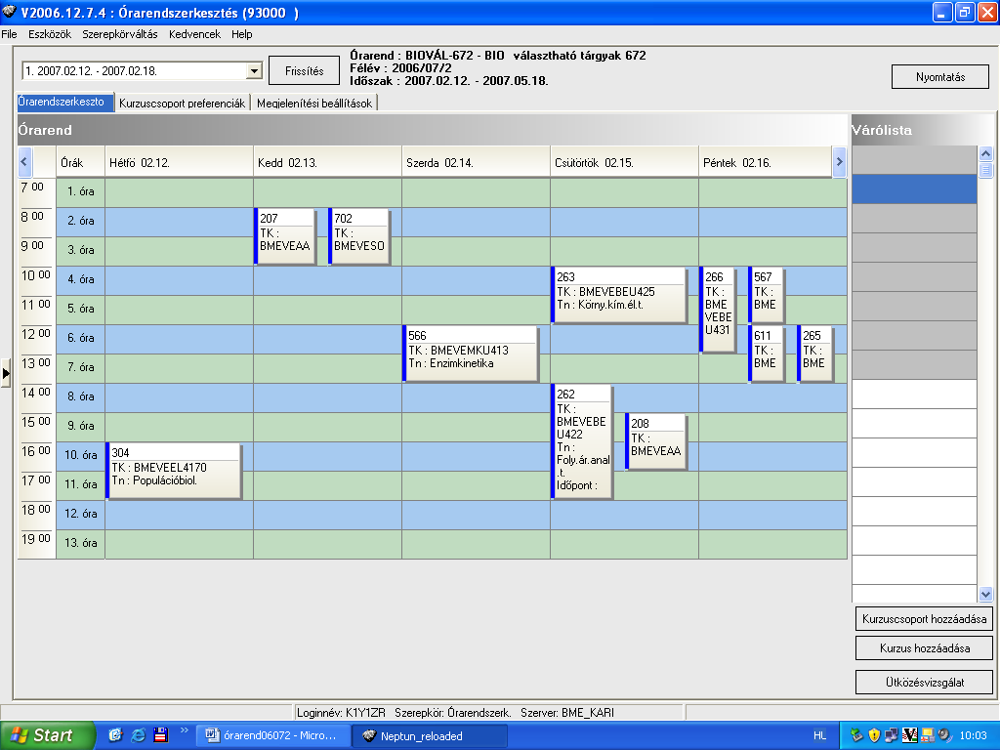 V2006.12.7.4 : Órarendszerkesztés (93000 )
File Eszközök Szerepkörváltás Kedvencek Help
1. 2007.02.12. - 2007.02.18.
Frissítés
Órarend : BIOVÁL-672 - BIO választható tárgyak 672
Félév : 2006/07/2
Időszak : 2007.02.12. - 2007.05.18.
Nyomtatás
Órarendszerkeszto Kurzuscsoport preferenciák Megjelenítési beállítások
Órarend
Várólista
Órák Hétfő 02.12. Kedd 02.13. Szerda 02.14. Csütörtök 02.15. Péntek 02.16.
7 00 1. óra
8 00 2. óra
9 00 3. óra
10 00 4. óra
11 00 5. óra
12 00 6. óra
13 00 7. óra
14 00 8. óra
15 00 9. óra
16 00 10. óra
17 00 11. óra
18 00 12. óra
19 00 13. óra
304
TK : BMEVEEL4170
Tn : Populációbiol.
207
TK :
BMEVEAA
702
TK :
BMEVESO
566
TK : BMEVEMKU413
Tn : Enzimkinetika
263
TK : BMEVEBEU425
Tn : Körny.kím.él.t.
262
TK :
BMEVEBE
U422
Tn :
Foly.ár.anal
.t.
Időpont :
208
TK :
BMEVEAA
266
TK :
BME
VEBE
U431
567
TK :
BME
611
TK :
BME
265
TK :
BME
Kurzuscsoport hozzáadása
Kurzus hozzáadása
Ütközésvizsgálat
Loginnév: K1Y1ZR Szerepkör: Órarendszerk. Szerver: BME_KARI
Start
órarend06072 - Micro...
Neptun_reloaded
HL
10:03